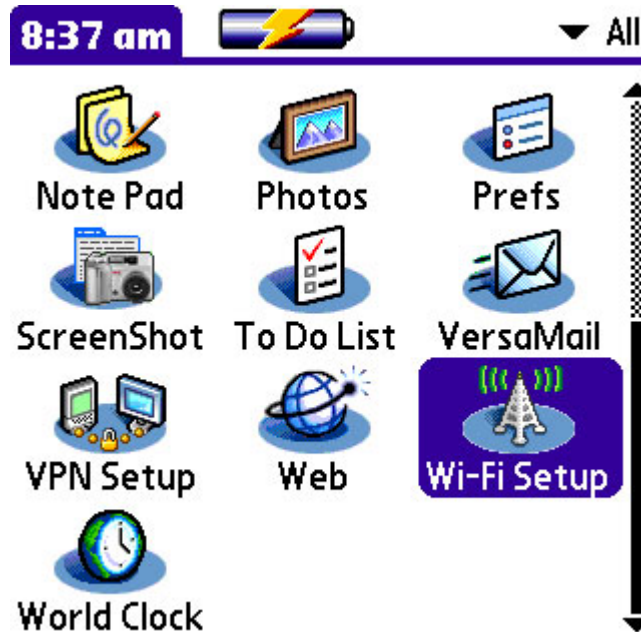 8:37 am All
Note Pad Photos Prefs
ScreenShot To Do List VersaMail
VPN Setup Web Wi-Fi Setup
World Clock